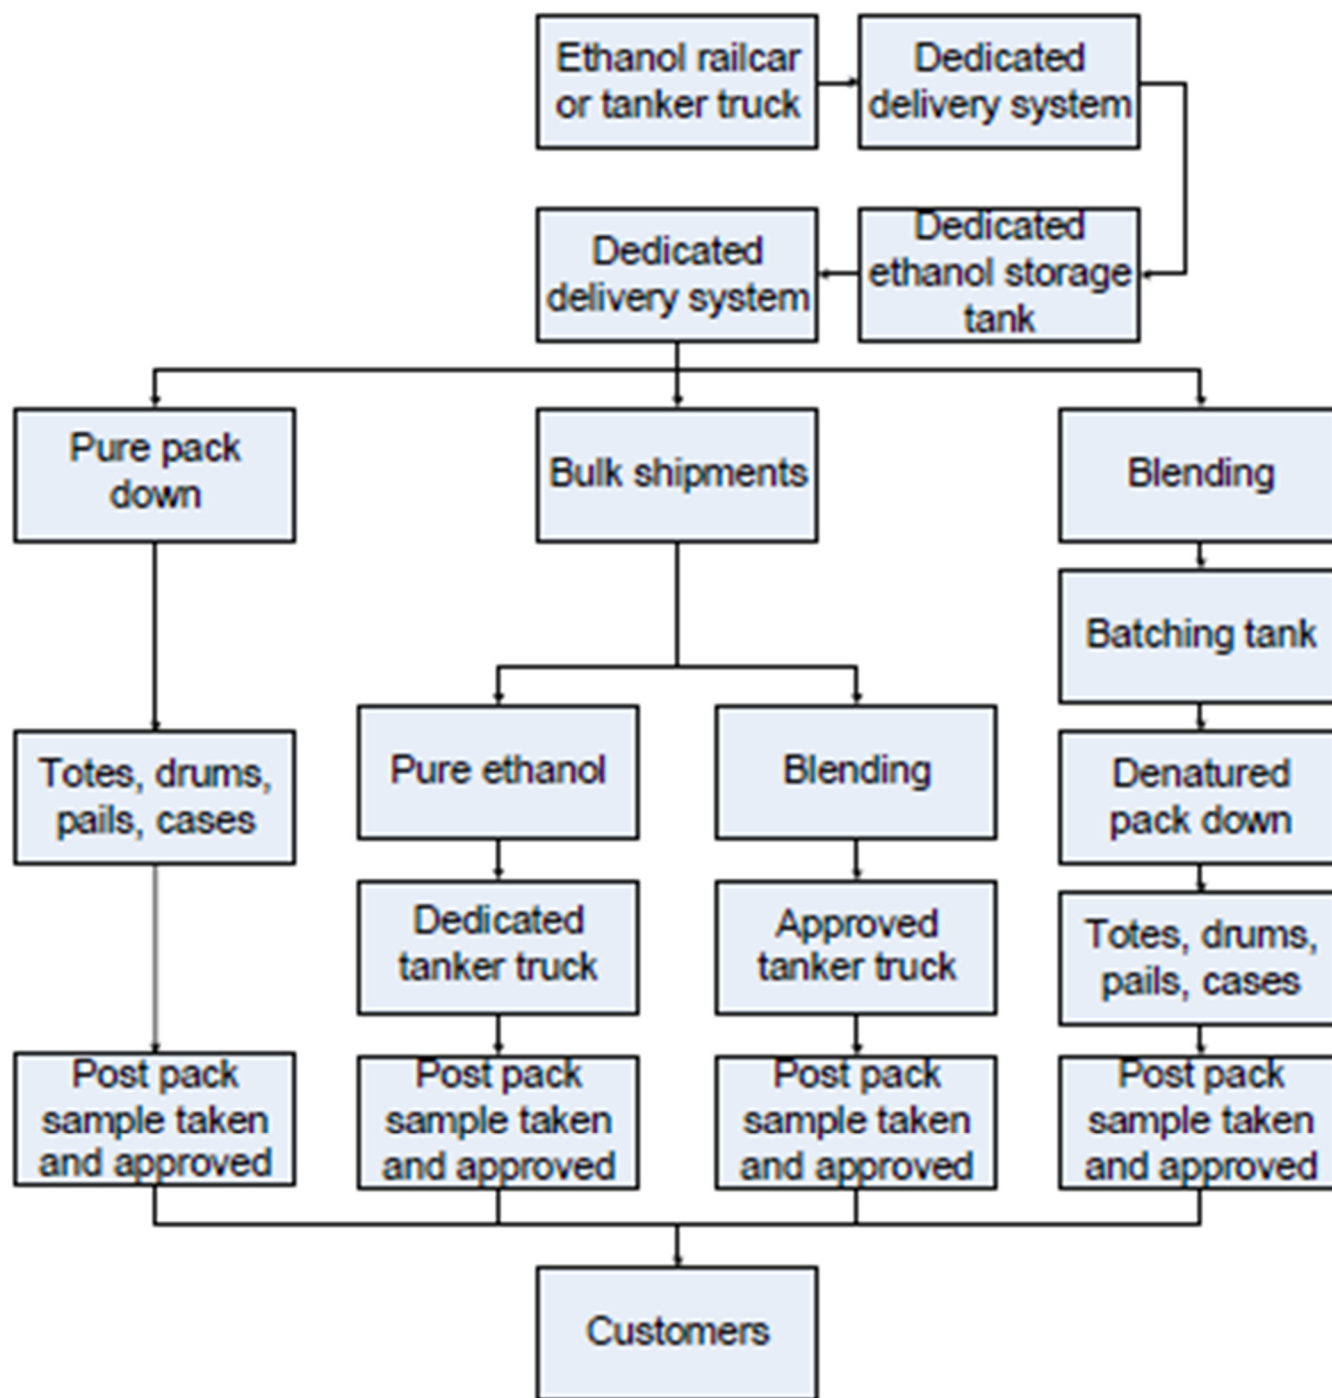 Ethanol railcar
or tanker truck
Dedicated
delivery system
Dedicated
delivery system
Dedicated
ethanol storage
tank
Pure pack
down
Bulk shipments
Blending
Batching tank
Totes, drums,
pails, cases
Pure ethanol
Blending
Denatured
pack down
Dedicated
tanker truck
Approved
tanker truck
Totes, drums,
pails, cases
Post pack
sample taken
and approved
Post pack
sample taken
and approved
Post pack
sample taken
and approved
Post pack
sample taken
and approved
Customers